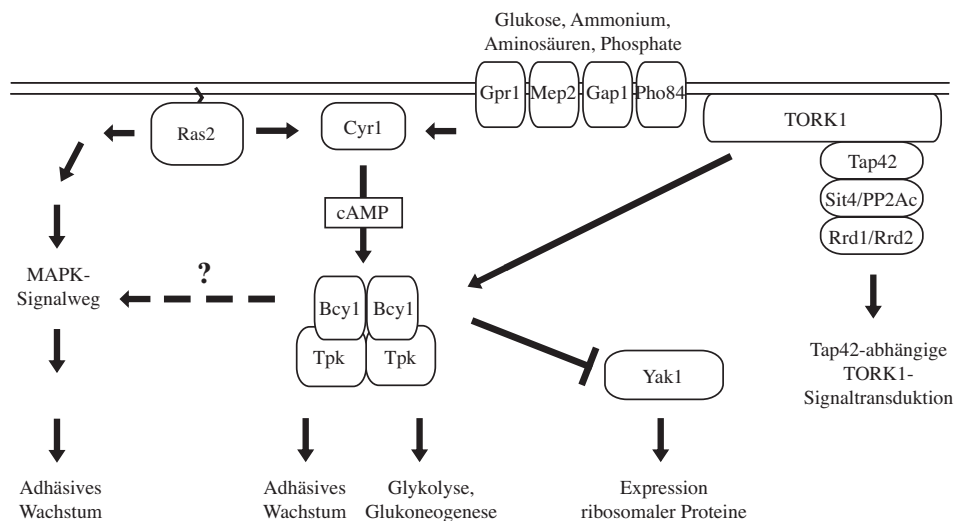 Glukose, Ammonium,
Aminosäuren, Phosphate
Gpr1 Mep2 Gap1 Pho84
Ras2
Cyr1
TORK1
Tap42
Sit4/PP2Ac
Rrd1/Rrd2
cAMP
?
MAPK-
Signalweg
Bcy1 Bcy1
Tpk Tpk
Yak1
Tap42-abhängige
TORK1-
Signaltransduktion
Adhäsives
Wachstum
Adhäsives
Wachstum
Glykolyse,
Glukoneogenese
Expression
ribosomaler Proteine